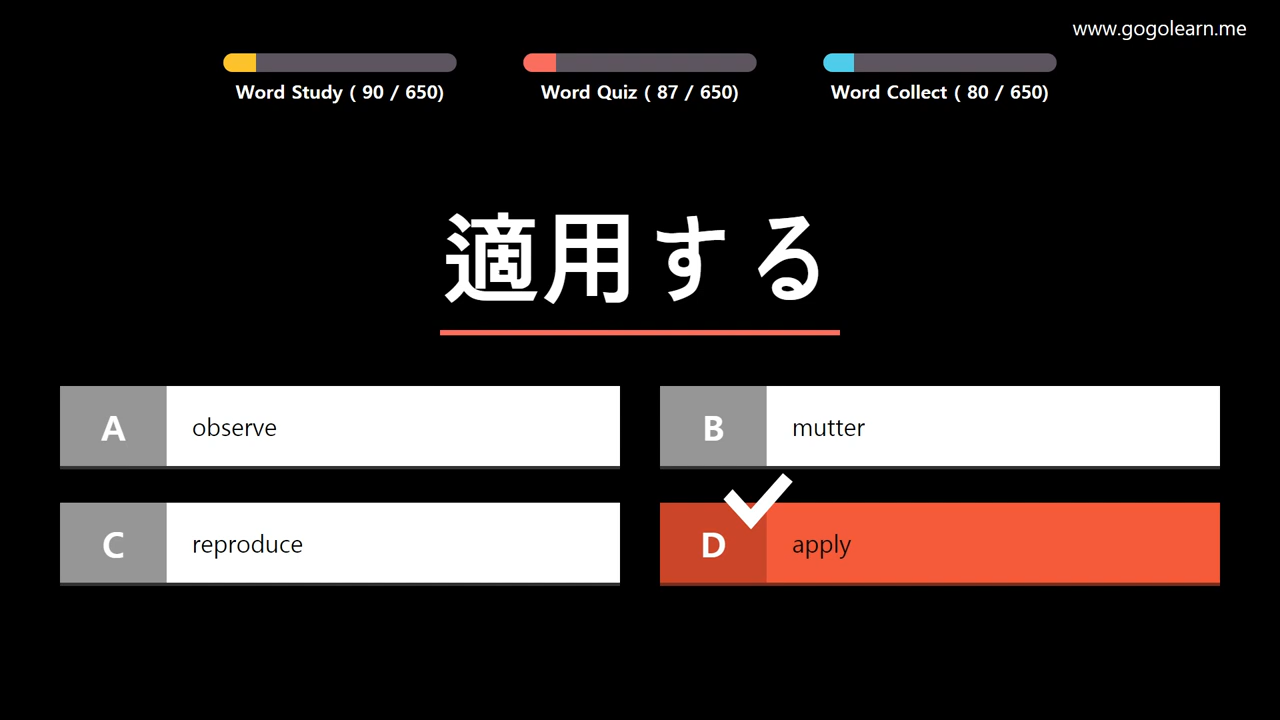 www.gogolearn.me
Word Study ( 90 / 650)
Word Quiz ( 87 / 650)
Word Collect ( 80 / 650)
適用する
A observe
B mutter
C reproduce
D apply